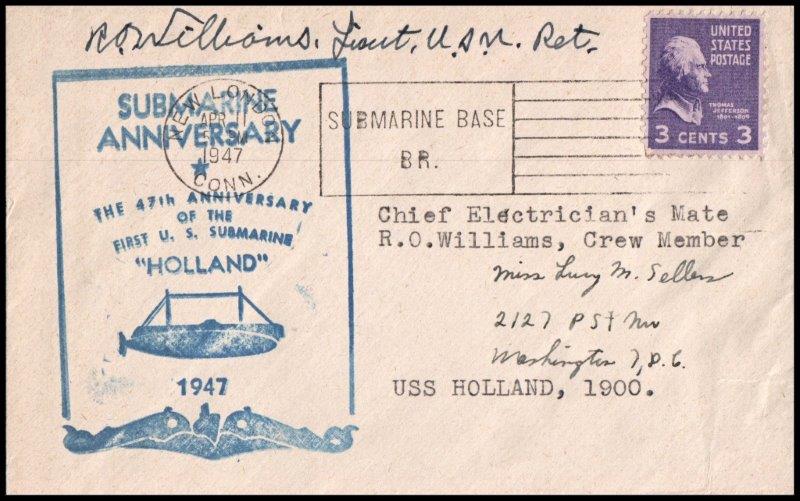 R.O. Williams. Lieut, U.S.N. Ret.
UNITED
STATES
POSTAGE
THOMAS
JEFFERSON
1801-1809
3 CENTS 3
SUBMARINE
ANNIVERSARY
THE 47th ANNIVERSARY
OF THE
FIRST U. S. SUBMARINE
"HOLLAND"
1947
NEW LONDON
APR 11
1947
CONN.
SUBMARINE BASE
BR.
Chief Electrician's Mate
R.O.Williams, Crew Member
Miss Lucy M. Sellers
2127 P St NW
Washington 7, D.C.
USS HOLLAND, 1900.